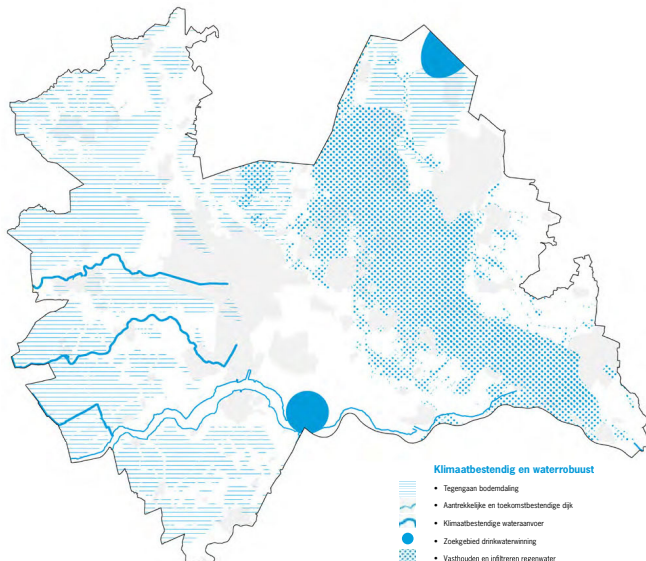 Klimaatbestendig en waterrobuust
• Tegengaan bodemdaling
• Aantrekkelijke en toekomstbestendige dijk
• Klimaatbestendige wateraanvoer
• Zoekgebied drinkwaterwinning
• Vasthouden en infiltreren regenwater